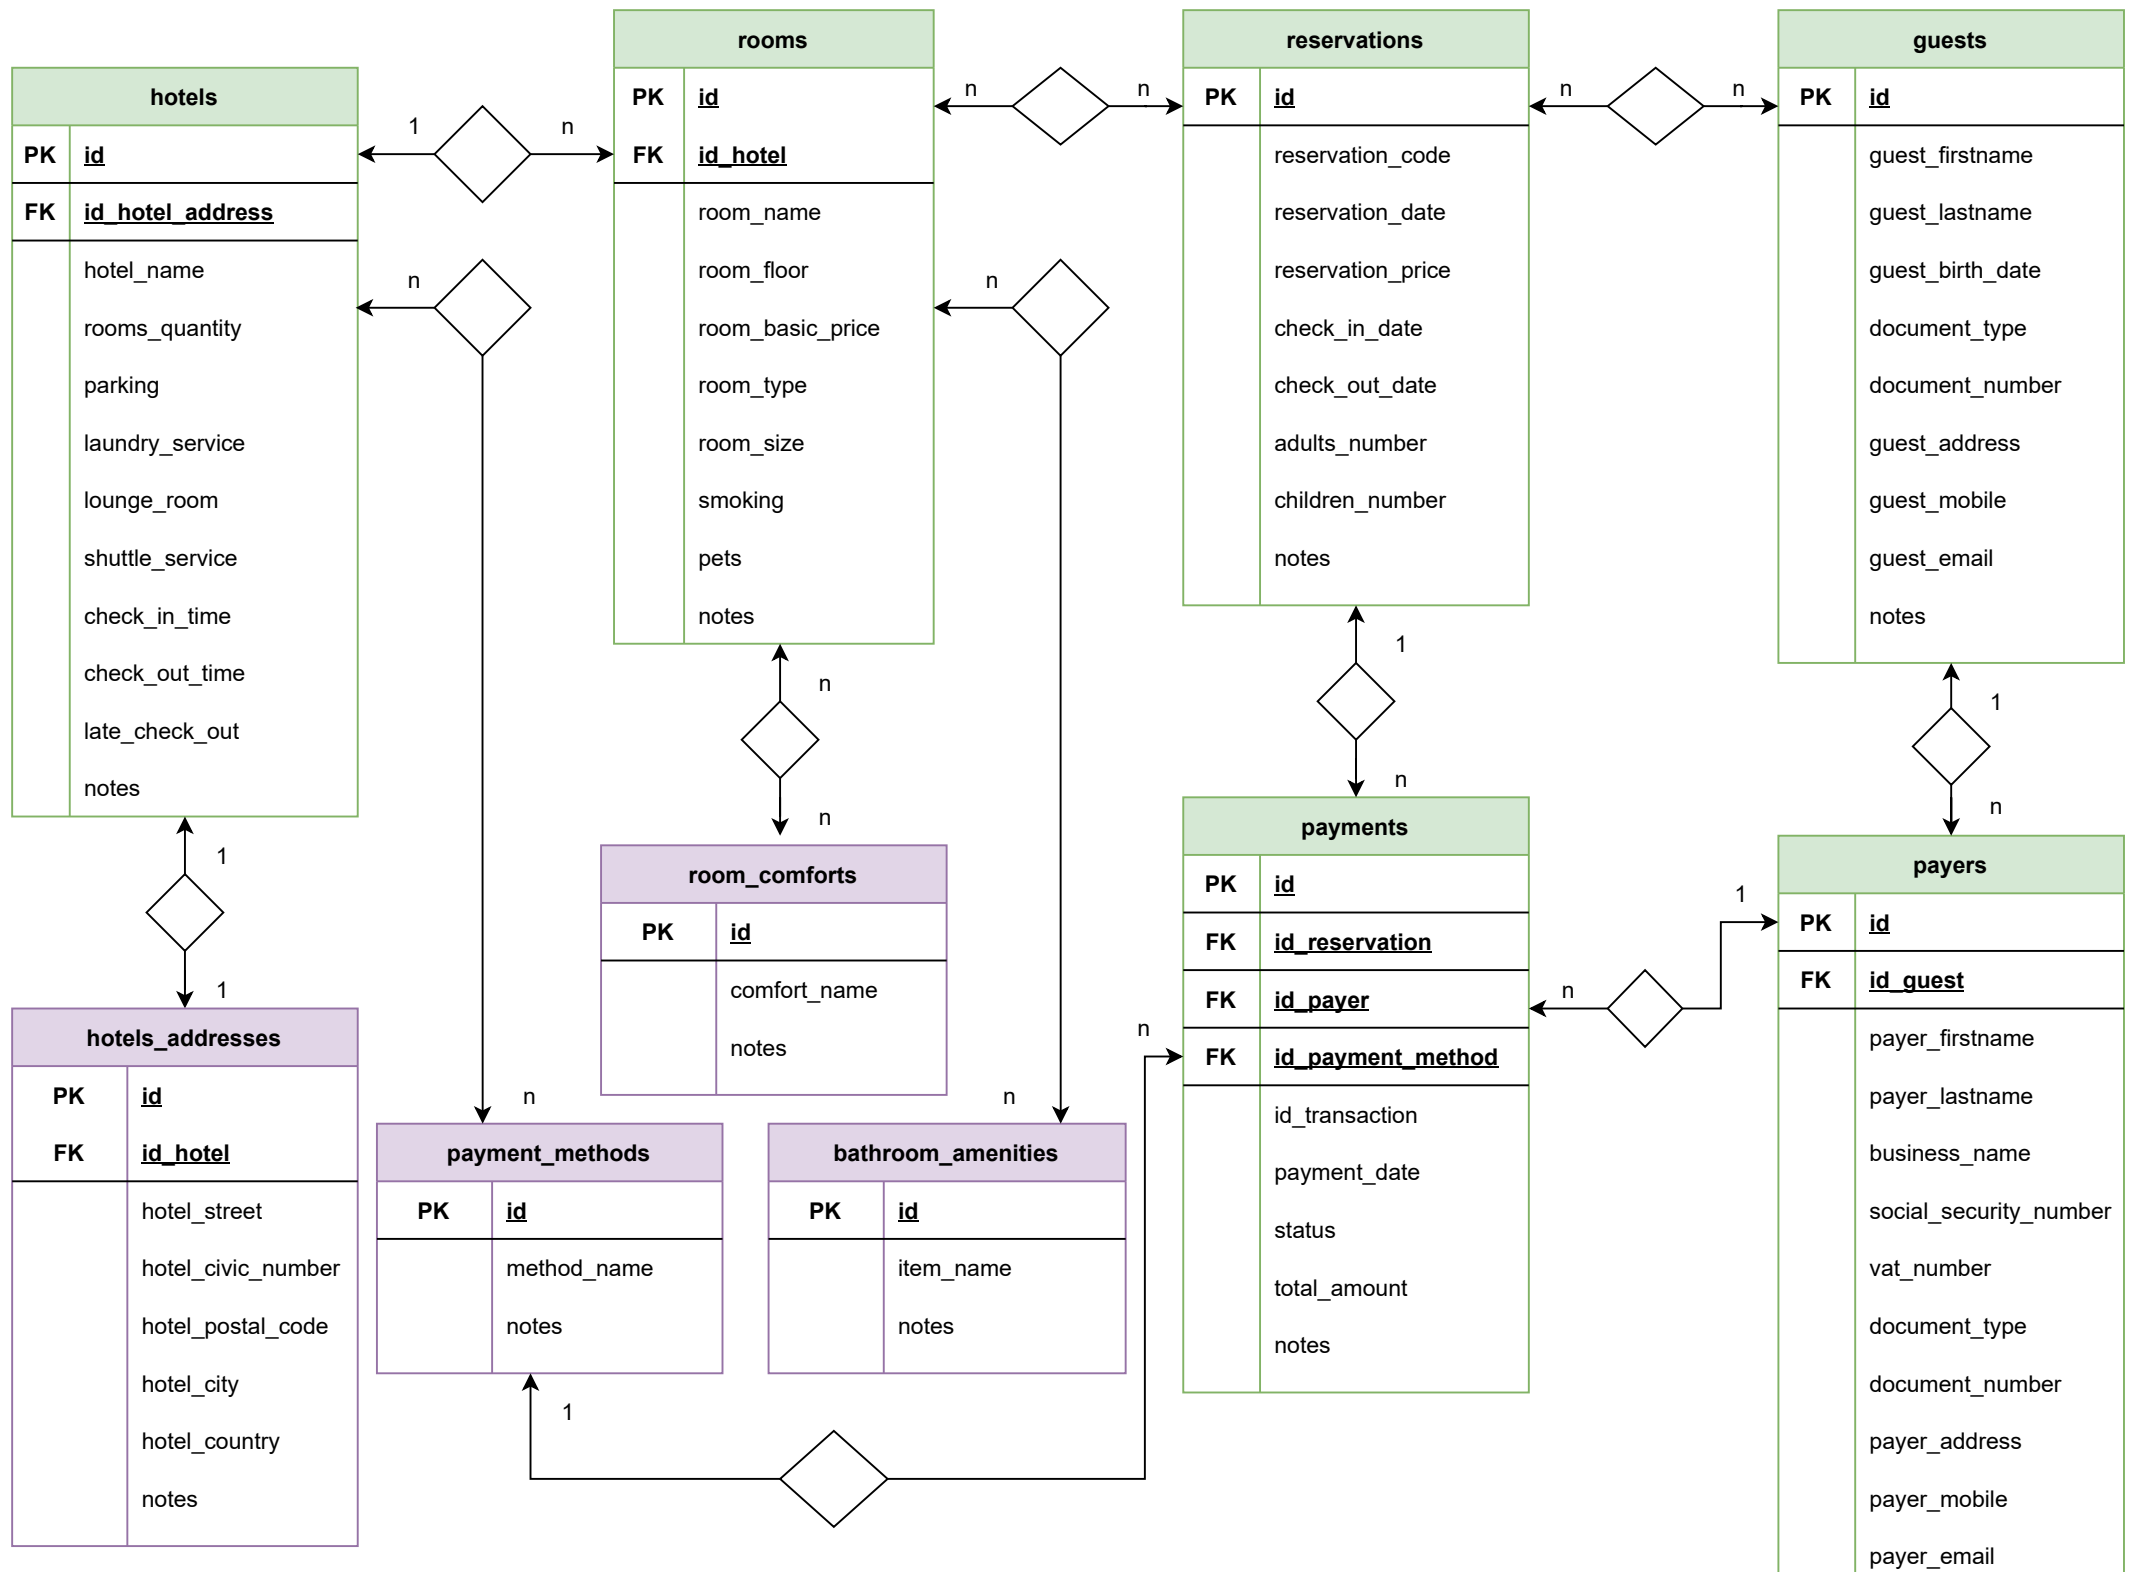 hotels
PK id
FK id_hotel_address
hotel_name
rooms_quantity
parking
laundry_service
lounge_room
shuttle_service
check_in_time
check_out_time
late_check_out
notes
1
n
n
n
1
1
hotels_addresses
PK id
FK id_hotel
hotel_street
hotel_civic_number
hotel_postal_code
hotel_city
hotel_country
notes
rooms
PK id
FK id_hotel
room_name
room_floor
room_basic_price
room_type
room_size
smoking
pets
notes
n
n
n
n
n
n
room_comforts
PK id
comfort_name
notes
payment_methods
PK id
method_name
notes
1
n
bathroom_amenities
PK id
item_name
notes
reservations
PK id
reservation_code
reservation_date
reservation_price
check_in_date
check_out_date
adults_number
children_number
notes
n
n
1
n
payments
PK id
FK id_reservation
FK id_payer
FK id_payment_method
id_transaction
payment_date
status
total_amount
notes
n
1
guests
PK id
guest_firstname
guest_lastname
guest_birth_date
document_type
document_number
guest_address
guest_mobile
guest_email
notes
1
n
payers
PK id
FK id_guest
payer_firstname
payer_lastname
business_name
social_security_number
vat_number
document_type
document_number
payer_address
payer_mobile
payer_email